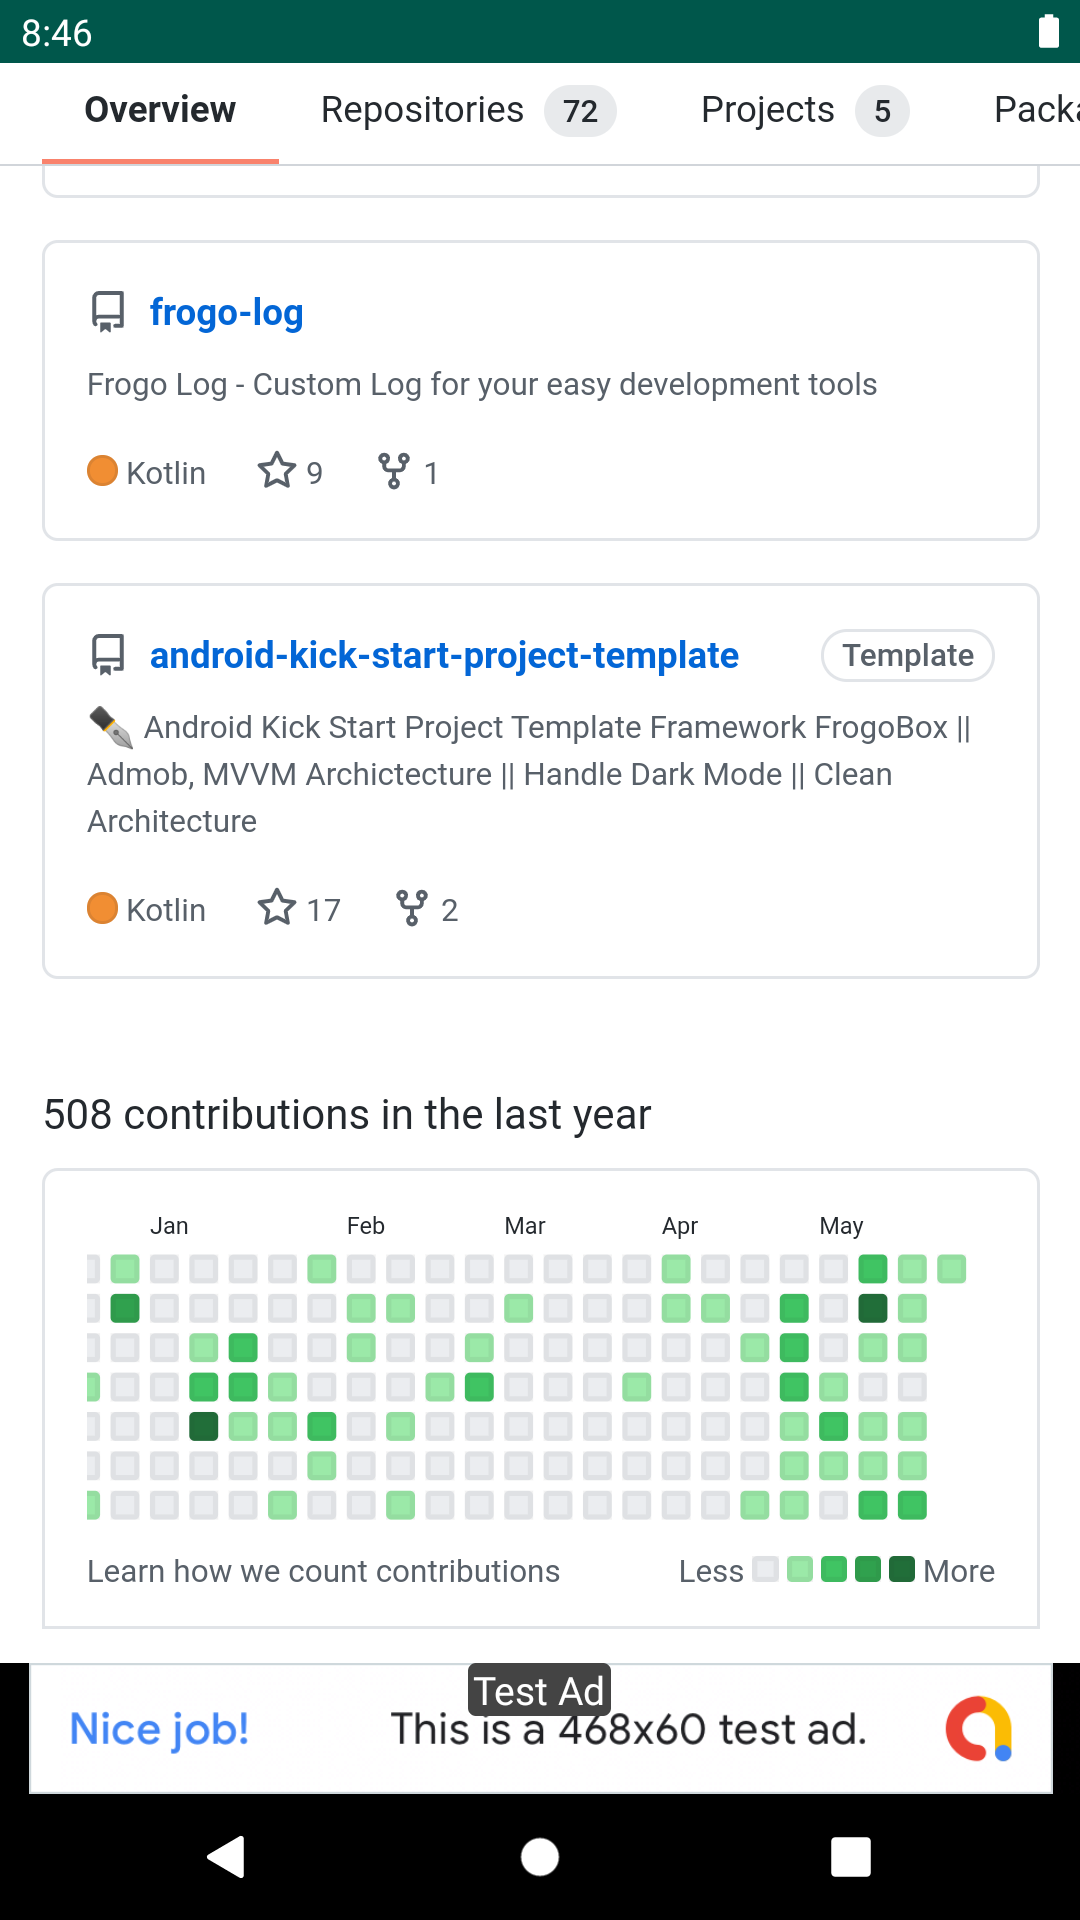 8:46
Overview Repositories 72 Projects 5 Packa
frogo-log
Frogo Log - Custom Log for your easy development tools
Kotlin 9 1
android-kick-start-project-template Template
Android Kick Start Project Template Framework FrogoBox ||
Admob, MVVM Archictecture || Handle Dark Mode || Clean
Architecture
Kotlin 17 2
508 contributions in the last year
Jan Feb Mar Apr May
Learn how we count contributions Less More
Test Ad
Nice job! This is a 468x60 test ad.